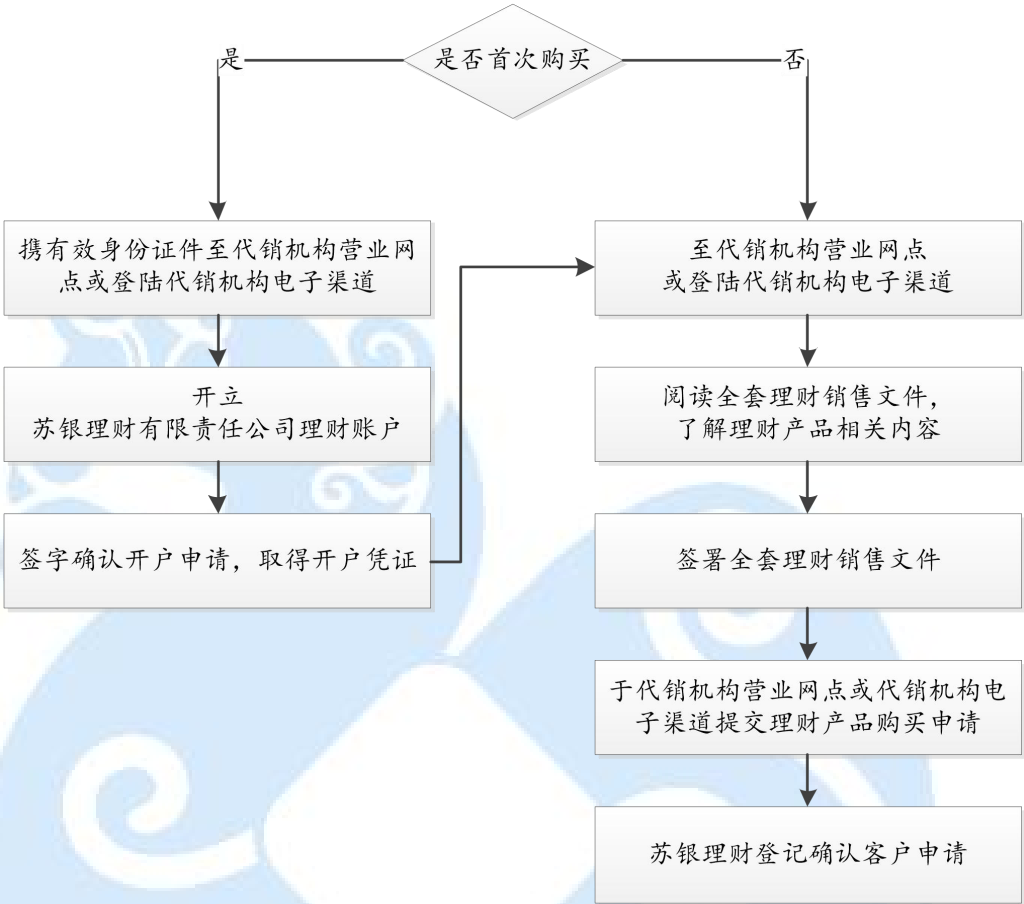 是否首次购买
是
否
携有效身份证件至代销机构营业网
点或登陆代销机构电子渠道
开立
苏银理财有限责任公司理财账户
签字确认开户申请，取得开户凭证
至代销机构营业网点
或登陆代销机构电子渠道
阅读全套理财销售文件，
了解理财产品相关内容
签署全套理财销售文件
于代销机构营业网点或代销机构电
子渠道提交理财产品购买申请
苏银理财登记确认客户申请